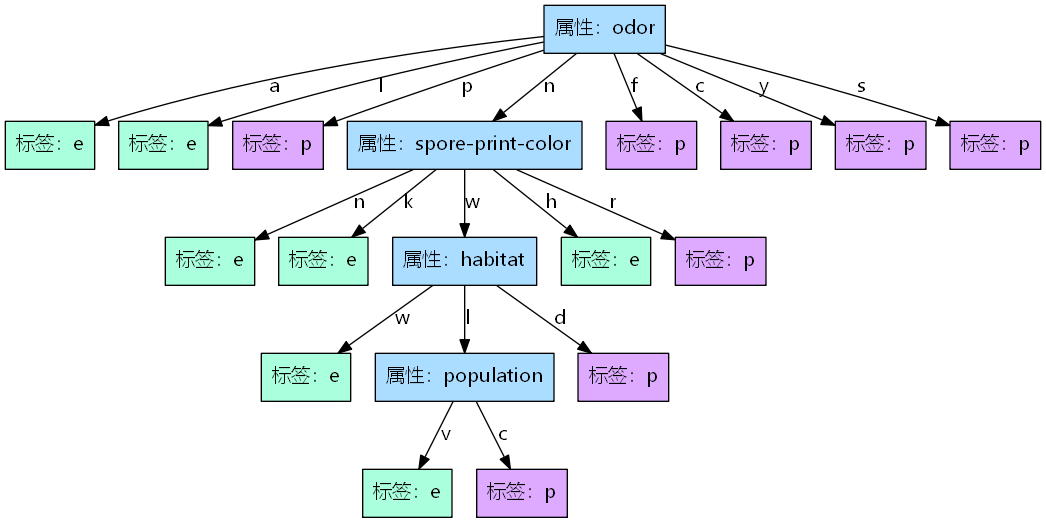 属性：odor
a l p n f c y s
标签：e 标签：e 标签：p 属性：spore-print-color 标签：p 标签：p 标签：p 标签：p
n k w h r
标签：e 标签：e 属性：habitat 标签：e 标签：p
w l d
标签：e 属性：population 标签：p
v c
标签：e 标签：p